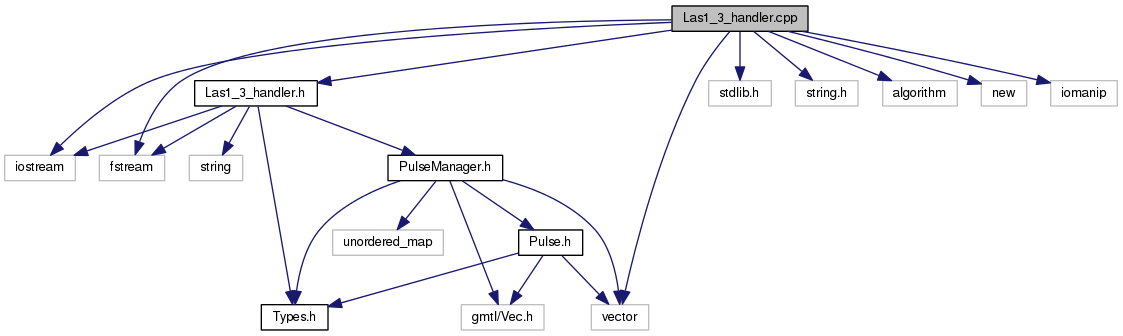 Las1_3_handler.cpp
Las1_3_handler.h
stdlib.h
string.h
algorithm
new
iomanip
iostream
fstream
string
PulseManager.h
unordered_map
Pulse.h
Types.h
gmtl/Vec.h
vector